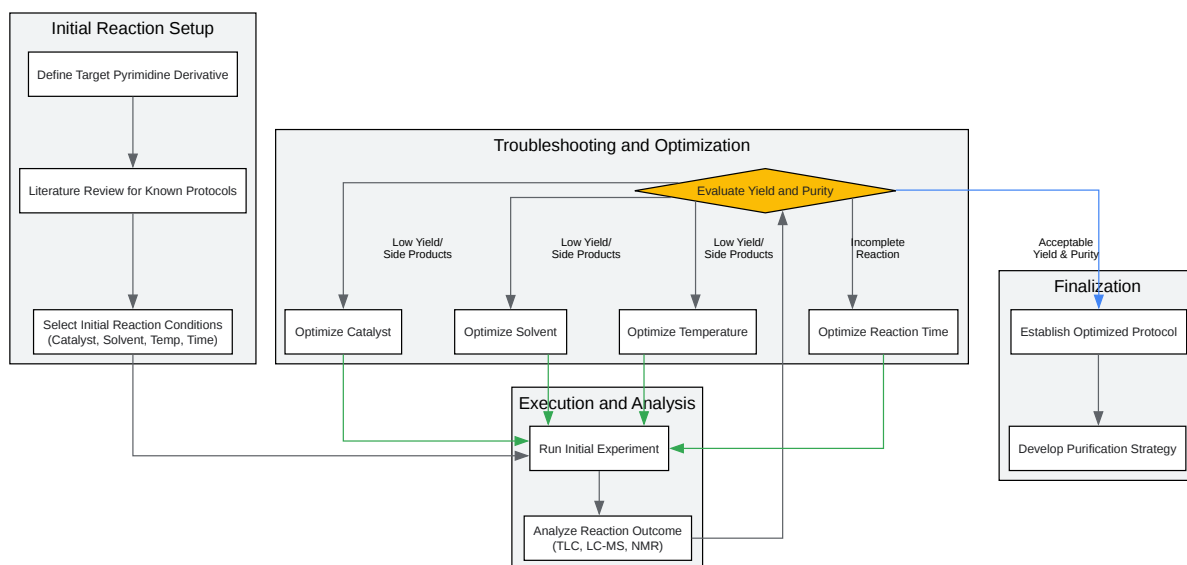 Initial Reaction Setup
Define Target Pyrimidine Derivative
Literature Review for Known Protocols
Select Initial Reaction Conditions
(Catalyst, Solvent, Temp, Time)
Troubleshooting and Optimization
Evaluate Yield and Purity
Low Yield/
Side Products
Low Yield/
Side Products
Low Yield/
Side Products
Incomplete
Reaction
Optimize Catalyst
Optimize Solvent
Optimize Temperature
Optimize Reaction Time
Execution and Analysis
Run Initial Experiment
Analyze Reaction Outcome
(TLC, LC-MS, NMR)
Acceptable
Yield & Purity
Finalization
Establish Optimized Protocol
Develop Purification Strategy